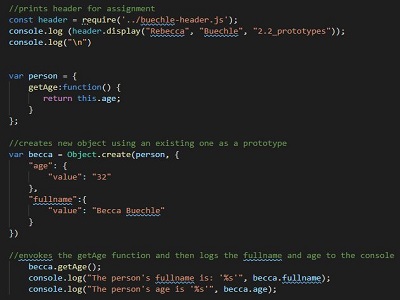 //prints header for assignment
const header = require('../buechle-header.js');
console.log (header.display("Rebecca", "Buechle", "2.2_prototypes"));
console.log("\n")
var person = {
getAge:function() {
return this.age;
}
};
//creates new object using an existing one as a prototype
var becca = Object.create(person, {
"age": {
"value": "32"
},
"fullname":{
"value": "Becca Buechle"
}
})
//envokes the getAge function and then logs the fullname and age to the console
becca.getAge();
console.log("The person's fullname is: '%s'", becca.fullname);
console.log("The person's age is '%s'", becca.age);